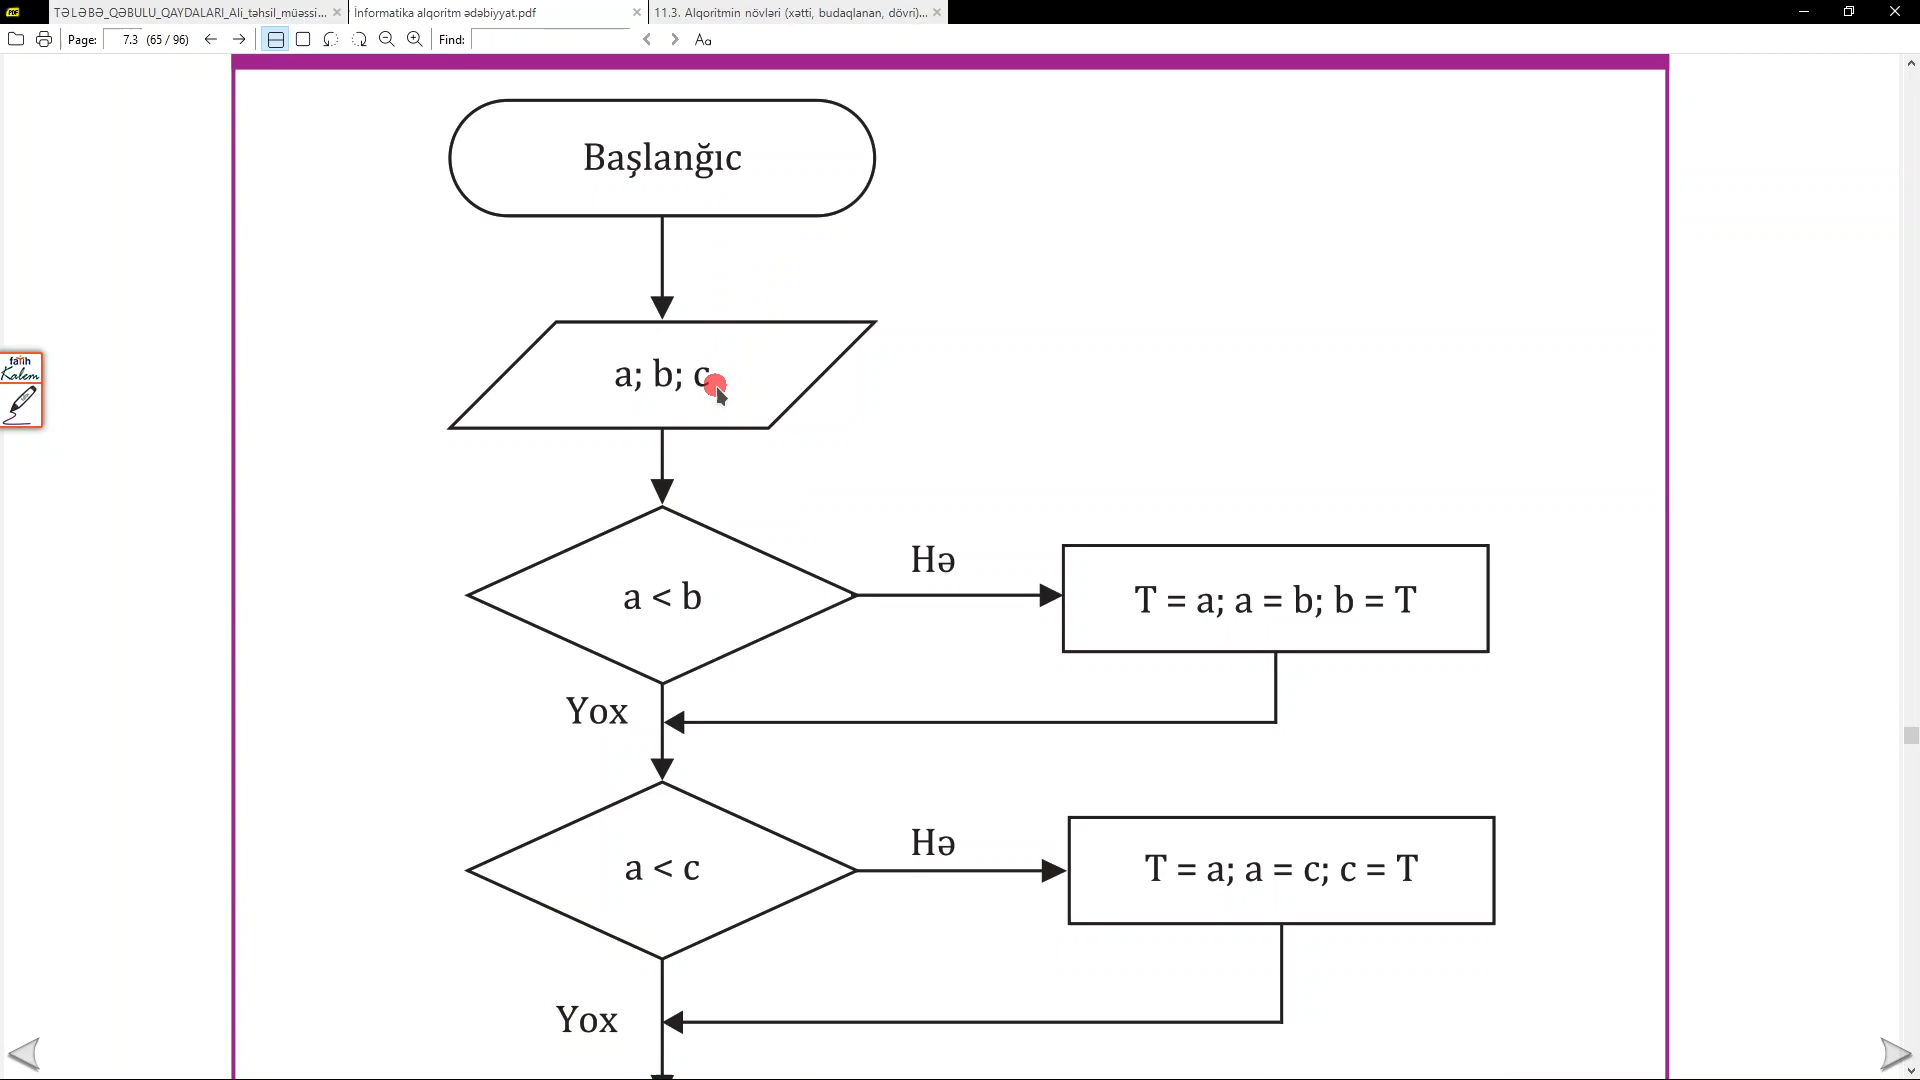 TƏLƏBƏ_QƏBULU_QAYDALARI_Ali_təhsil_müəssi...
İnformatika alqoritm ədəbiyyat.pdf
11.3. Alqoritmin növləri (xətti, budaqlanan, dövri)...
Page: 7.3 (65 / 96)
Find:
Aa
Başlanğıc
fatih
Kalem
a; b; c
Hə
a < b
T = a; a = b; b = T
Yox
Hə
a < c
T = a; a = c; c = T
Yox